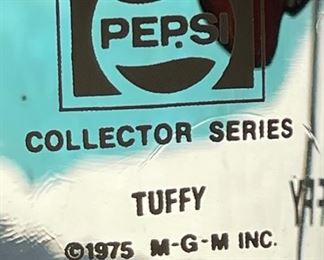 PEPSI
COLLECTOR SERIES
TUFFY
©1975 M-G-M INC.